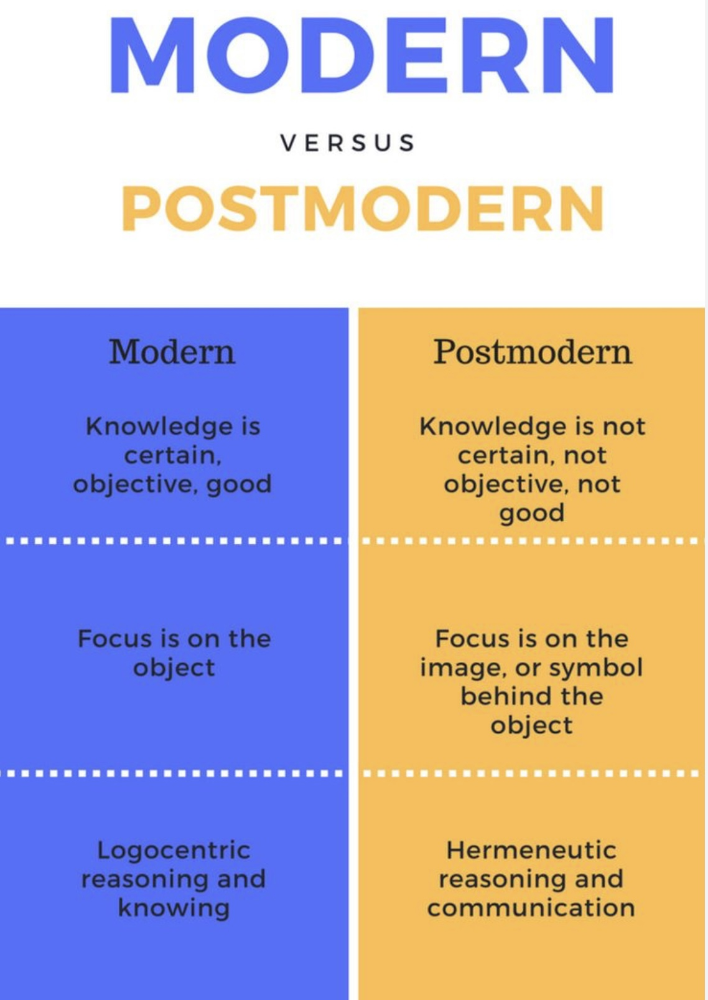 MODERN
VERSUS
POSTMODERN
Modern
Knowledge is
certain,
objective, good
Focus is on the
object
Logocentric
reasoning and
knowing
Postmodern
Knowledge is not
certain, not
objective, not
good
Focus is on the
image, or symbol
behind the
object
Hermeneutic
reasoning and
communication